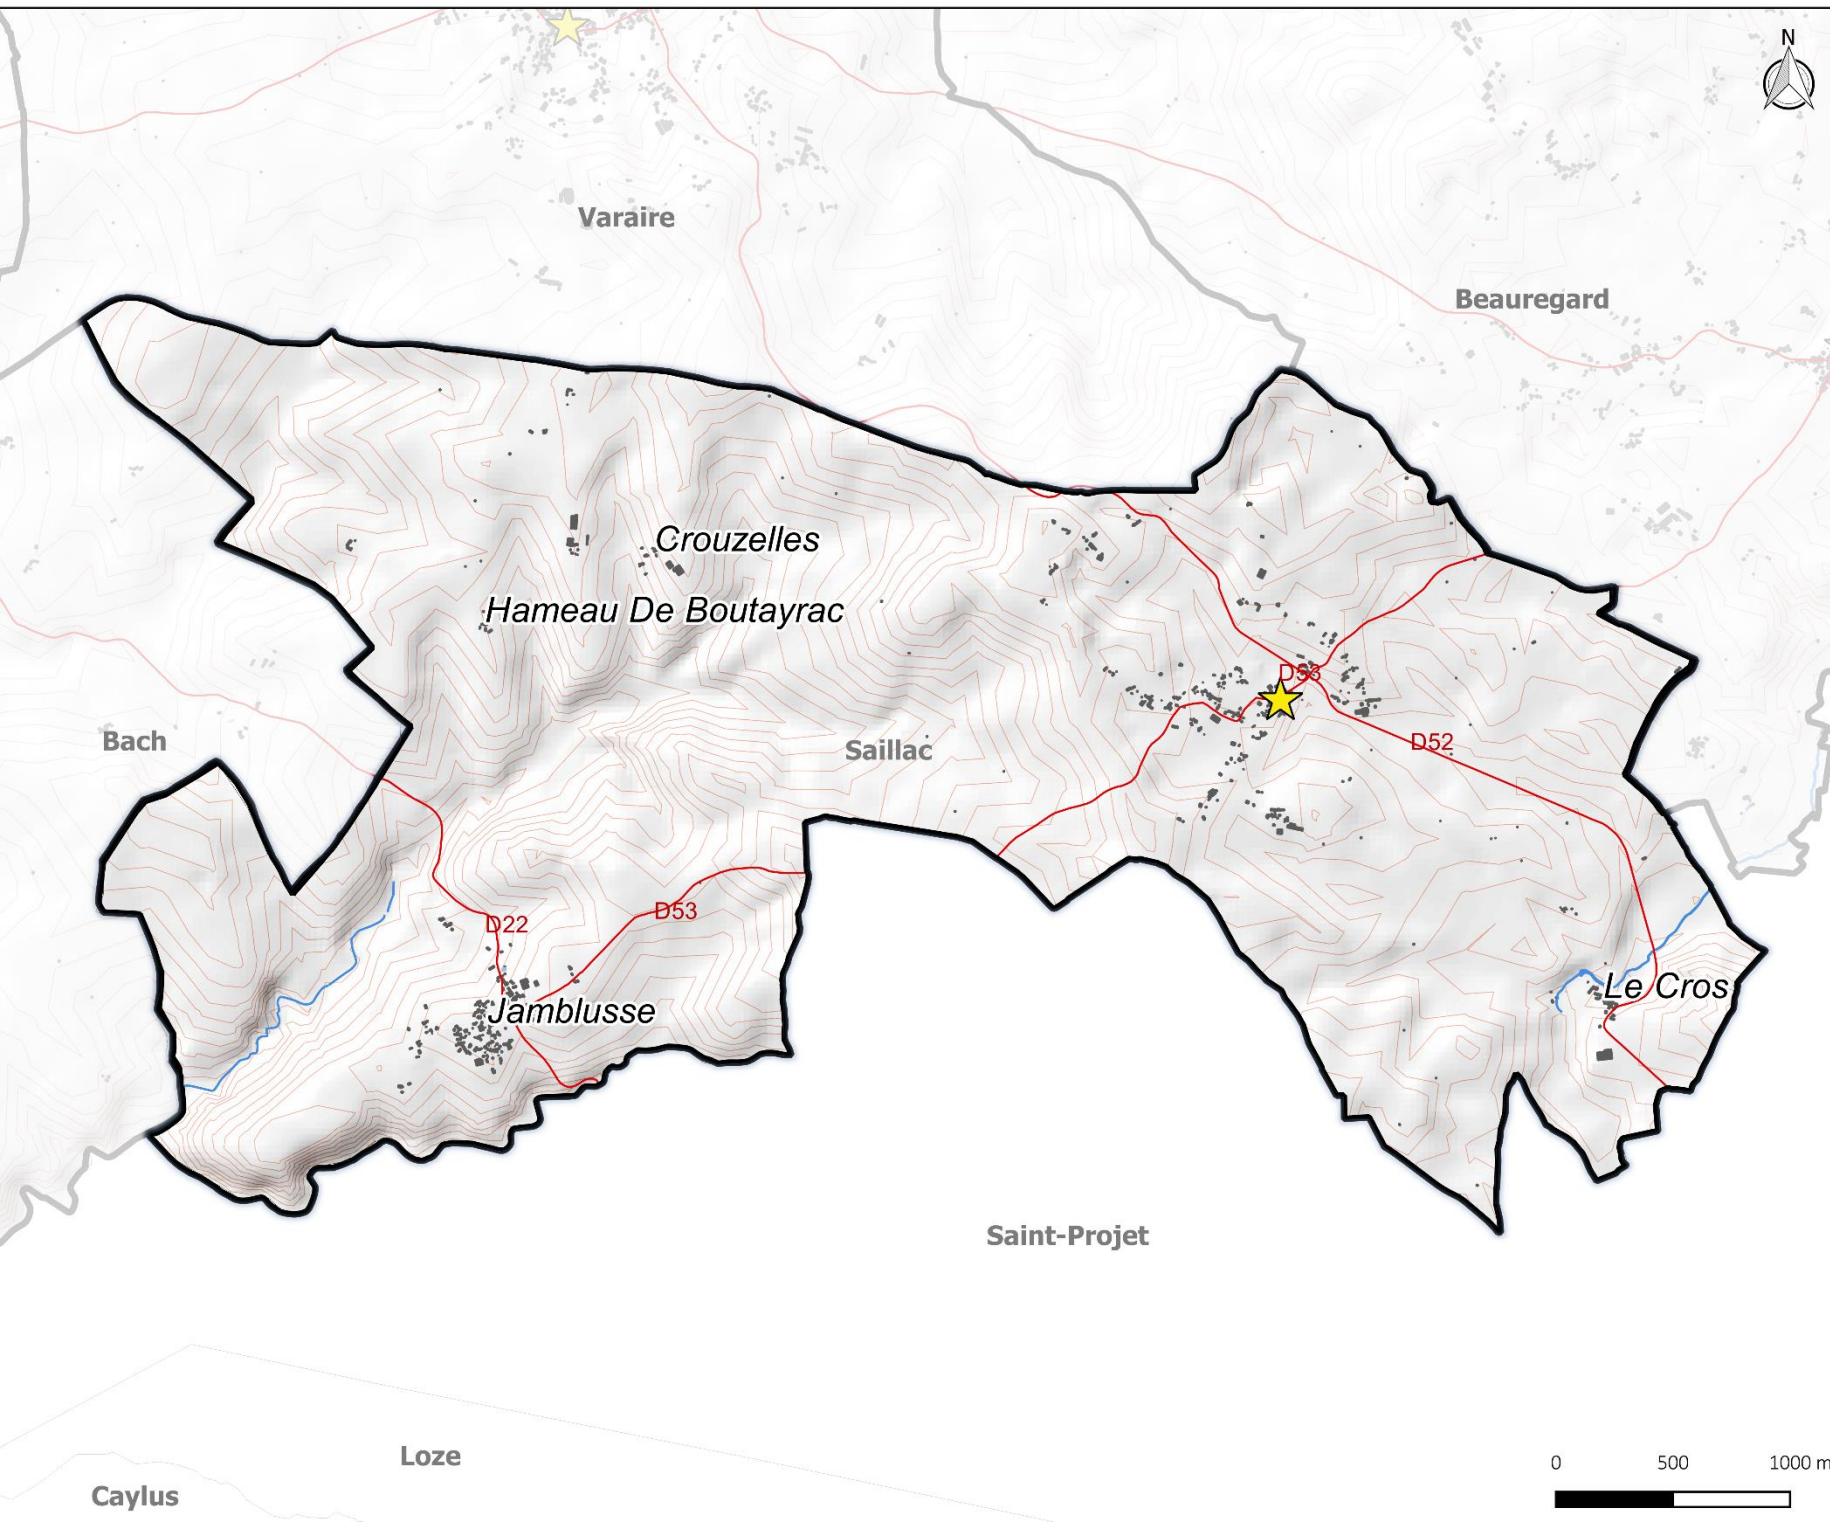 N
Varaire
Beauregard
Crouzelles
Hameau De Boutayrac
D53
Bach
Saillac
D52
D53
D22
Le Cros
Jamblusse
Saint-Projet
Loze
Caylus
0 500 1000 m